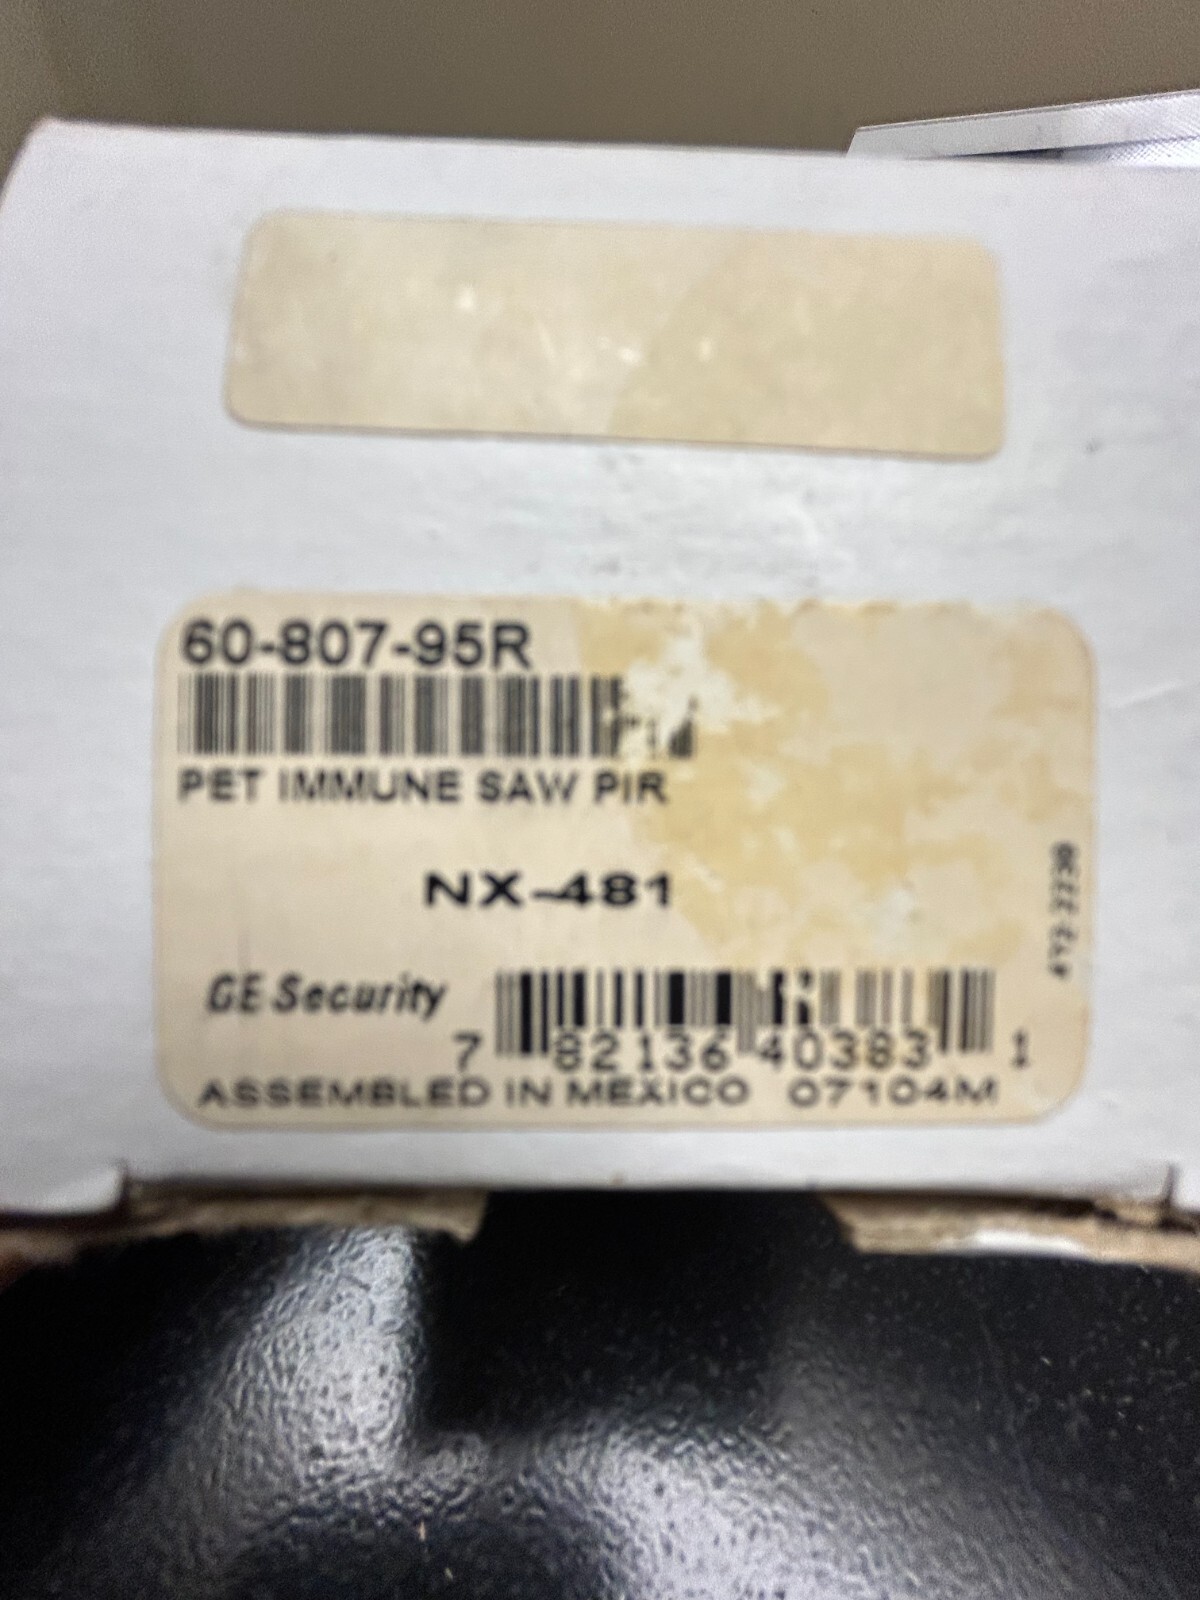 60-807-95R
PET IMMUNE SAW PIR
NX-481
GE Security
7 82136 40383 1
ASSEMBLED IN MEXICO 07104M